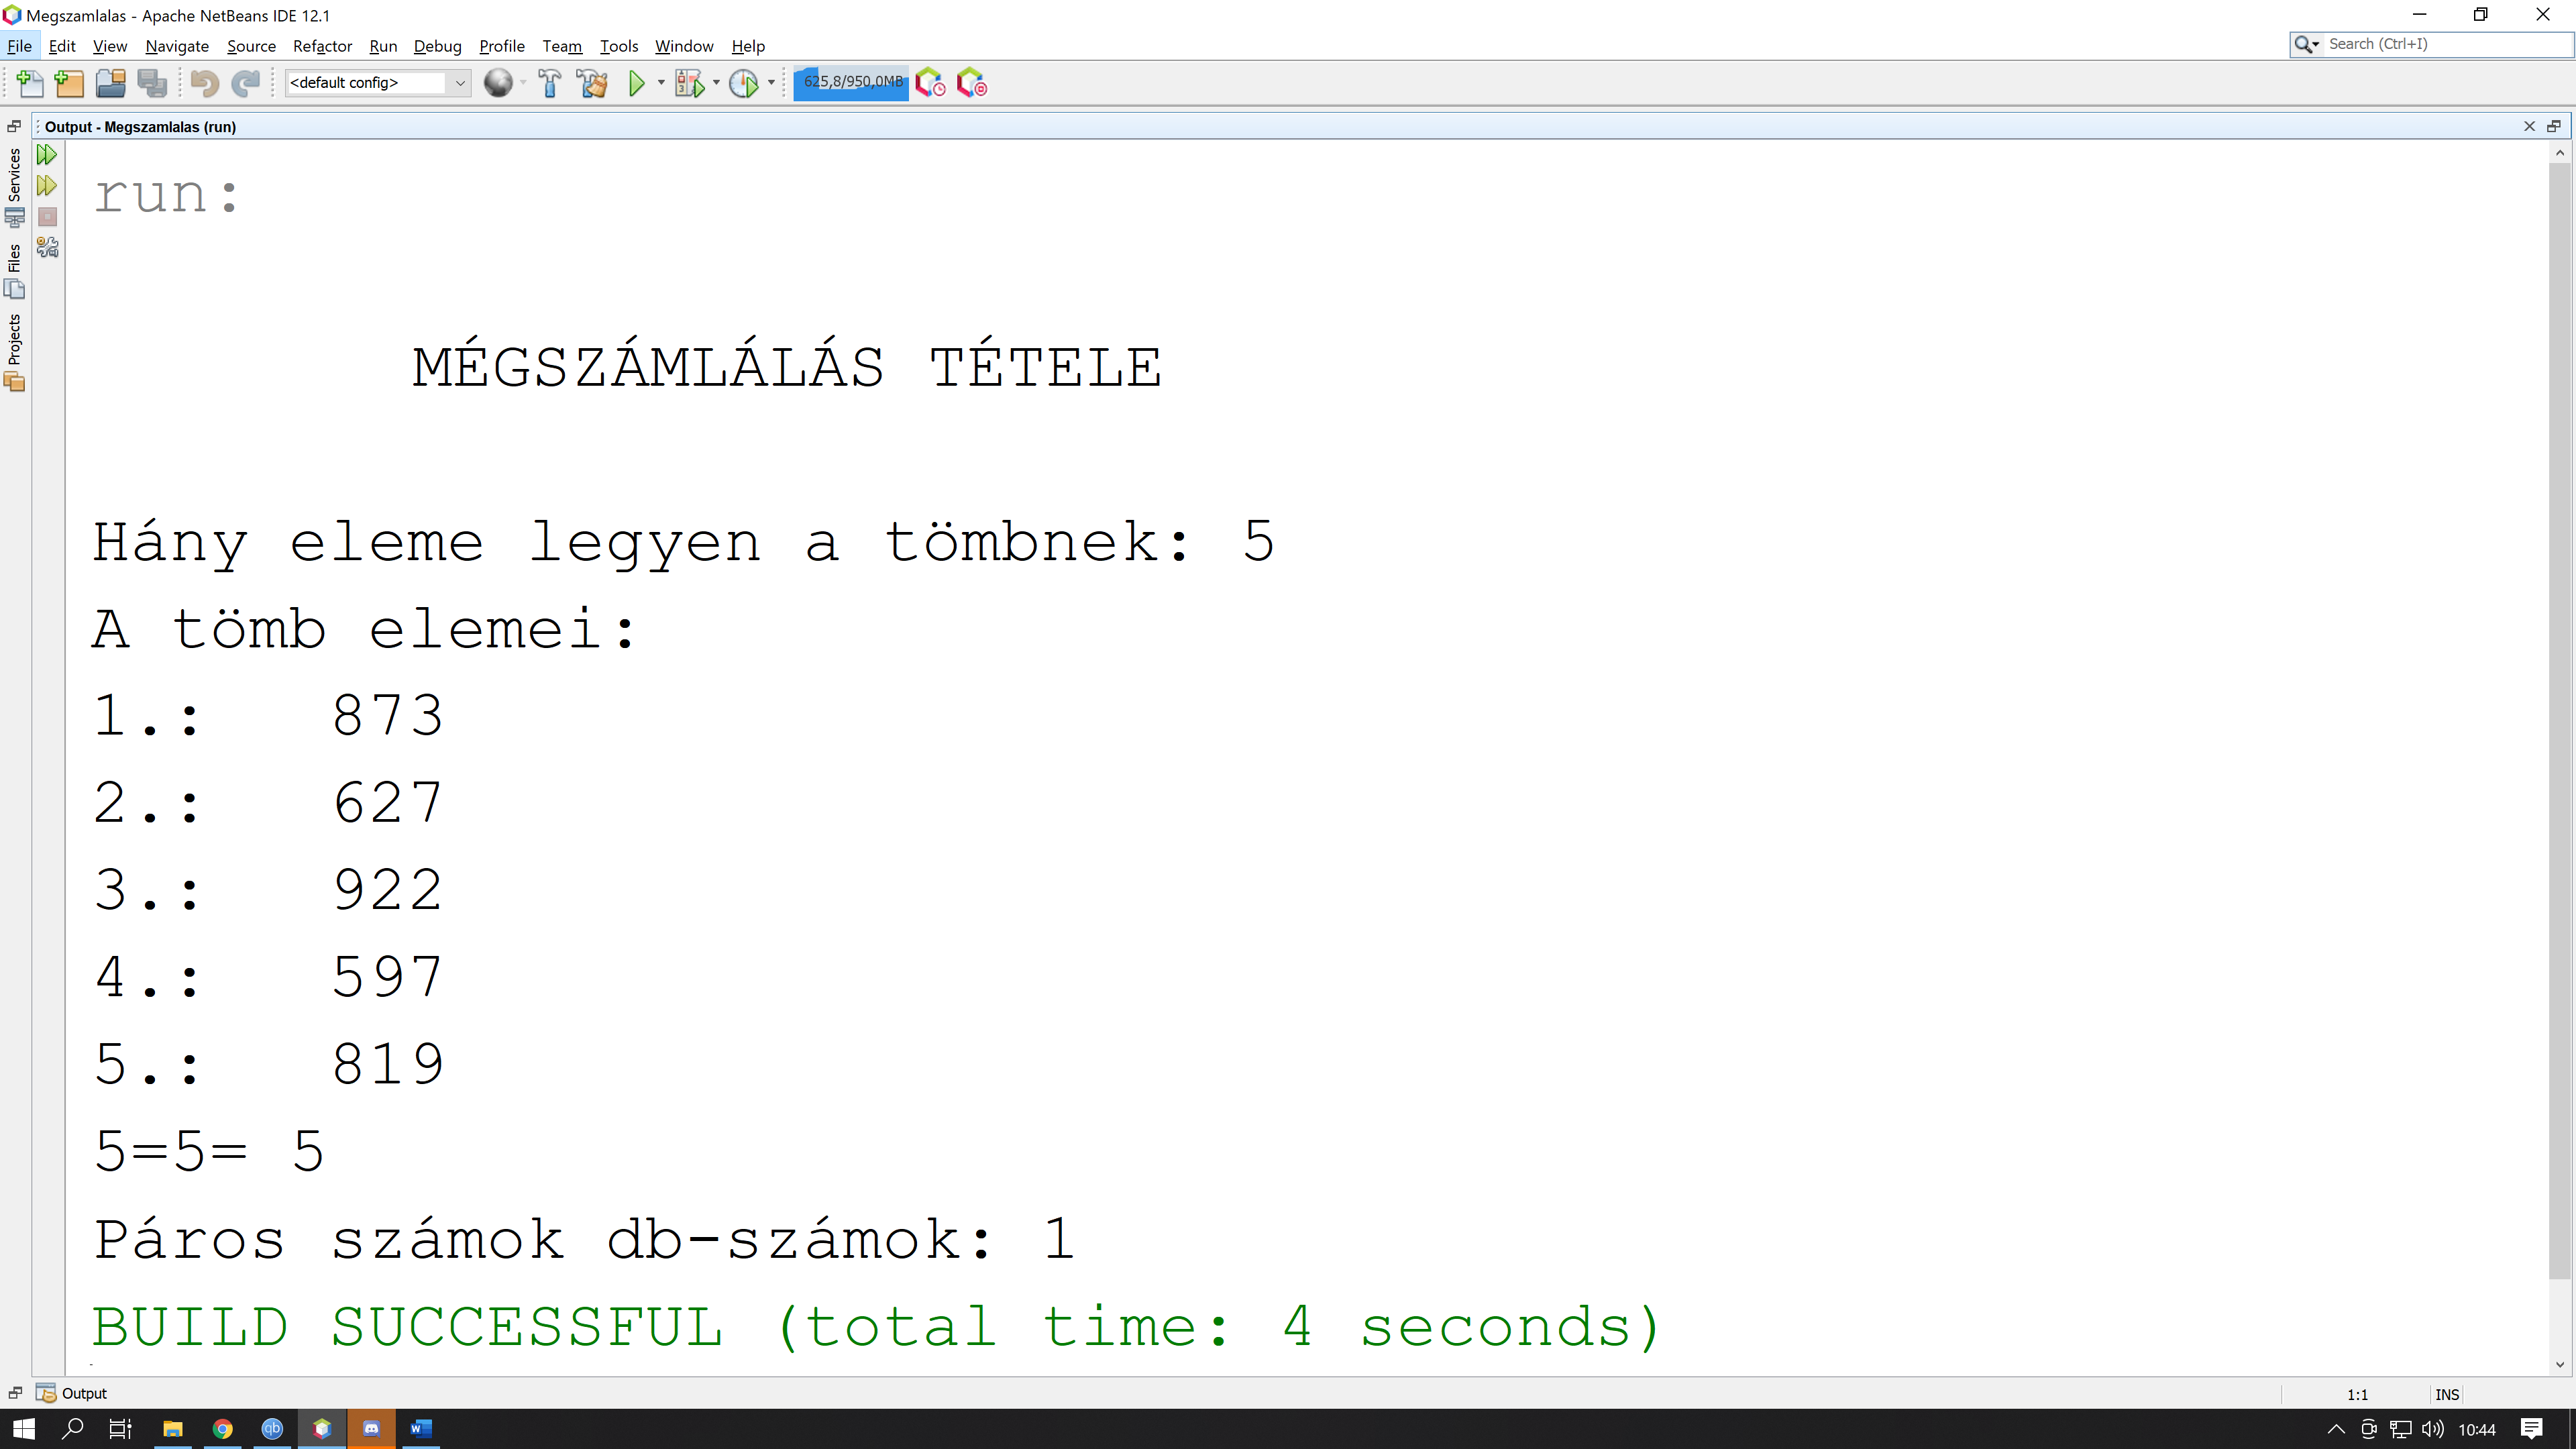 Megszamlalas - Apache NetBeans IDE 12.1
File Edit View Navigate Source Refactor Run Debug Profile Team Tools Window Help
Search (Ctrl+I)
<default config>
625,8/950,0MB
Output - Megszamlalas (run)
Services
Files
Projects
run:
MÉGSZÁMLÁLÁS TÉTELE
Hány eleme legyen a tömbnek: 5
A tömb elemei:
1.: 873
2.: 627
3.: 922
4.: 597
5.: 819
5=5= 5
Páros számok db-számok: 1
BUILD SUCCESSFUL (total time: 4 seconds)
Output
1:1 INS
10:44